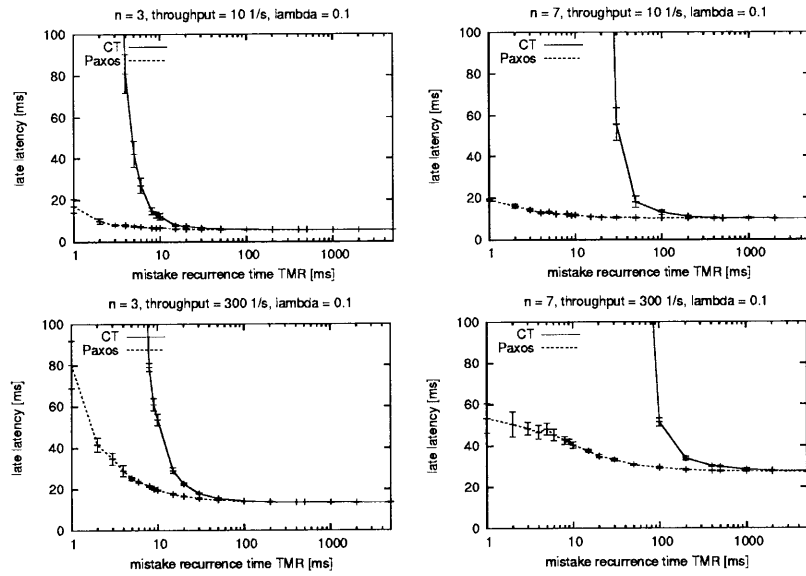 n = 3, throughput = 10 1/s, lambda = 0.1
100
80
60
40
20
0
late latency [ms]
CT
Paxos
1
10
100
1000
mistake recurrence time TMR [ms]
n = 7, throughput = 10 1/s, lambda = 0.1
100
80
60
40
20
0
late latency [ms]
CT
Paxos
1
10
100
1000
mistake recurrence time TMR [ms]
n = 3, throughput = 300 1/s, lambda = 0.1
100
80
60
40
20
0
late latency [ms]
CT
Paxos
1
10
100
1000
mistake recurrence time TMR [ms]
n = 7, throughput = 300 1/s, lambda = 0.1
100
80
60
40
20
0
late latency [ms]
CT
Paxos
1
10
100
1000
mistake recurrence time TMR [ms]